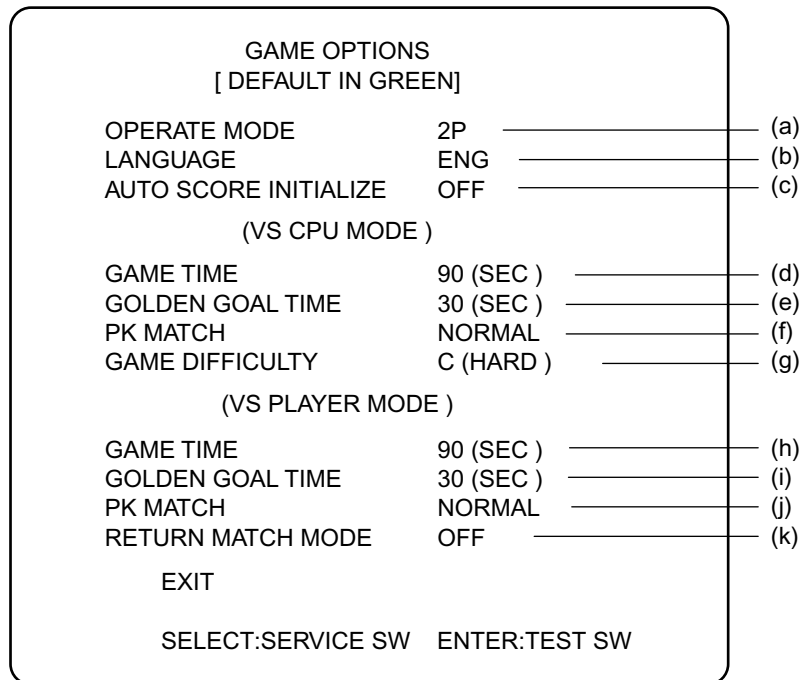 GAME OPTIONS
[ DEFAULT IN GREEN]
OPERATE MODE 2P (a)
LANGUAGE ENG (b)
AUTO SCORE INITIALIZE OFF (c)
(VS CPU MODE )
GAME TIME 90 (SEC ) (d)
GOLDEN GOAL TIME 30 (SEC ) (e)
PK MATCH NORMAL (f)
GAME DIFFICULTY C (HARD ) (g)
(VS PLAYER MODE )
GAME TIME 90 (SEC ) (h)
GOLDEN GOAL TIME 30 (SEC ) (i)
PK MATCH NORMAL (j)
RETURN MATCH MODE OFF (k)
EXIT
SELECT:SERVICE SW ENTER:TEST SW